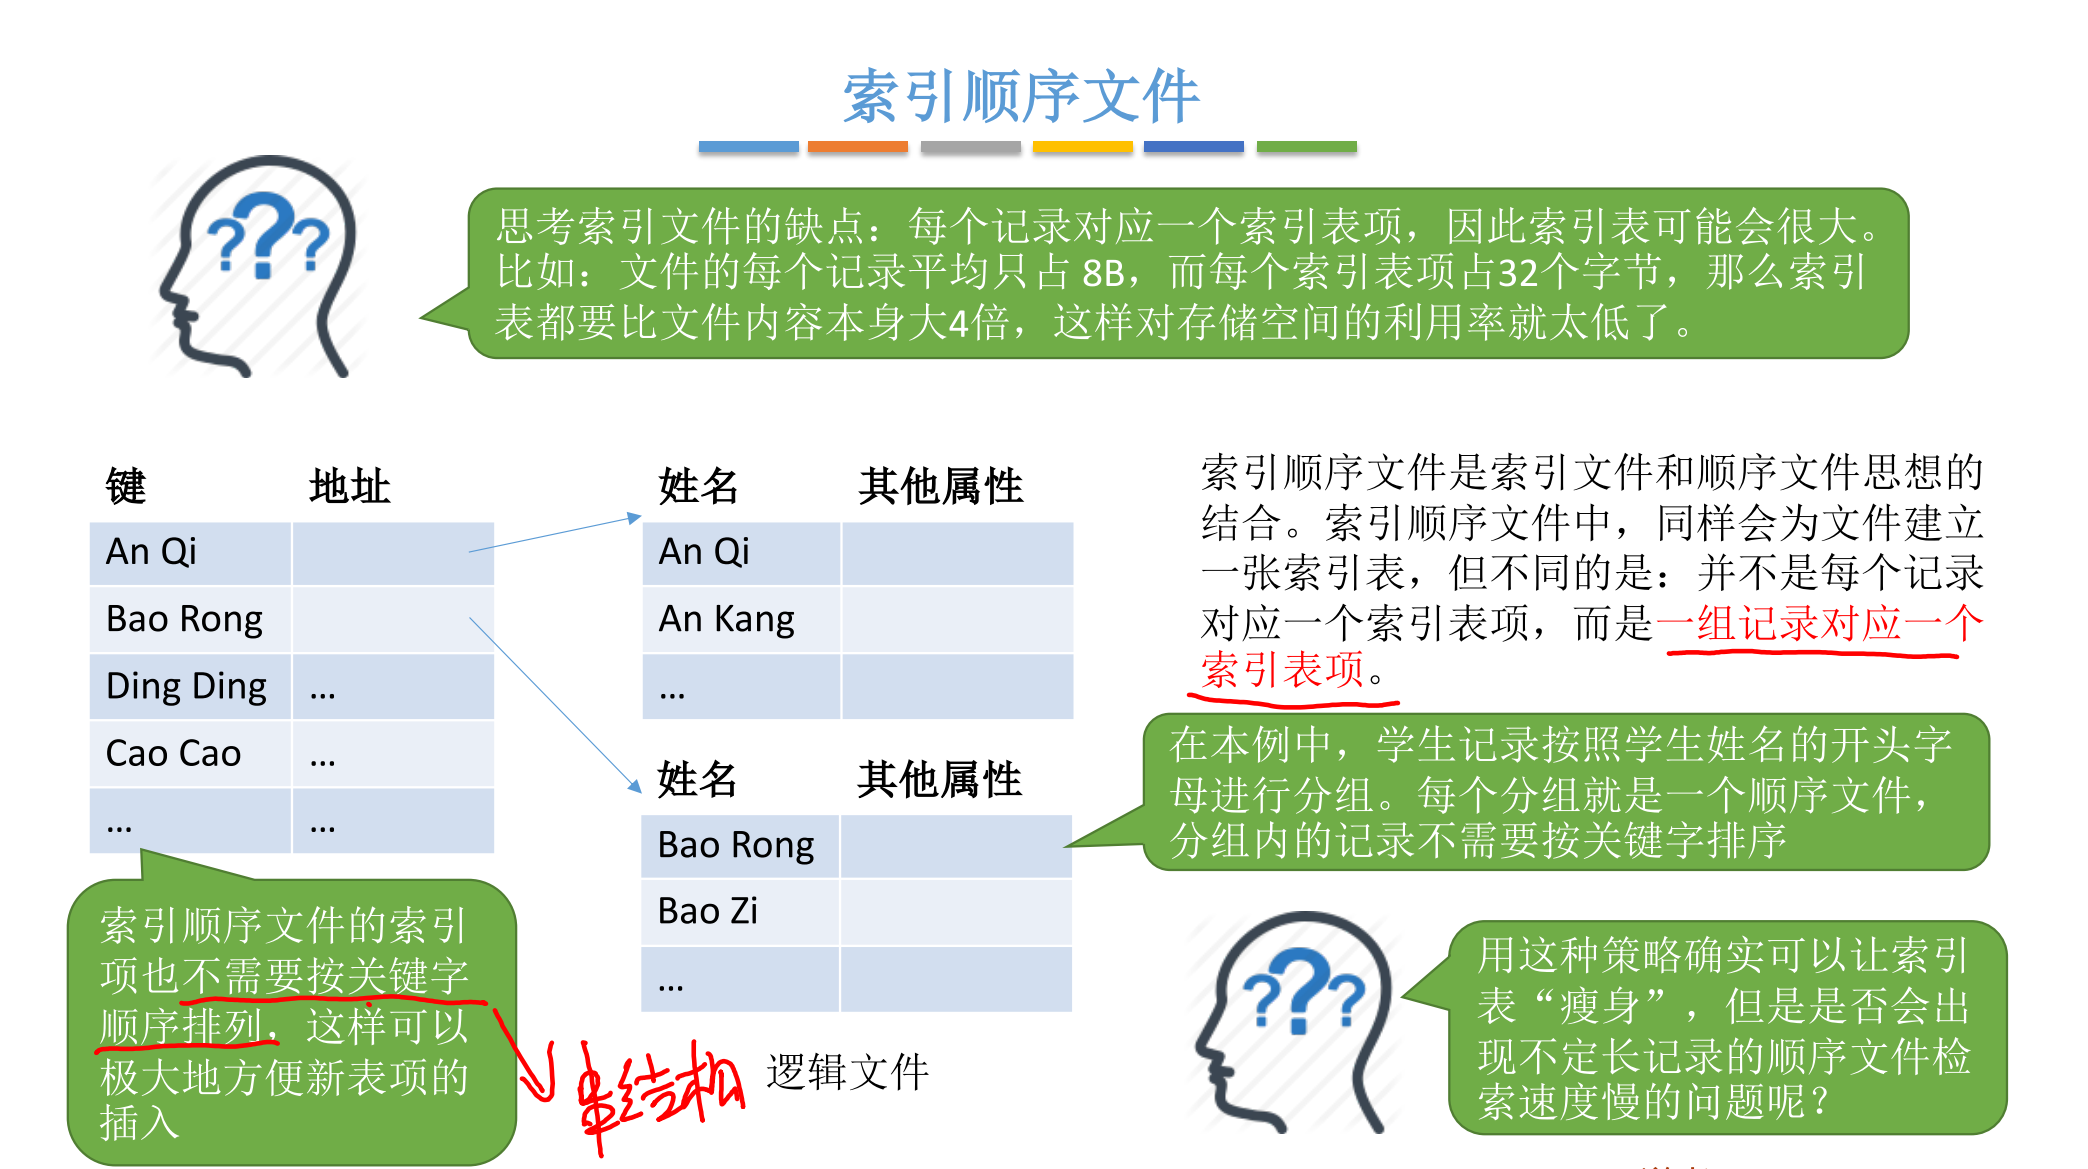 索引顺序文件
思考索引文件的缺点：每个记录对应一个索引表项，因此索引表可能会很大。
比如：文件的每个记录平均只占 8B，而每个索引表项占32个字节，那么索引
表都要比文件内容本身大4倍，这样对存储空间的利用率就太低了。
键 地址
An Qi
Bao Rong
Ding Ding ...
Cao Cao ...
... ...
姓名 其他属性
An Qi
An Kang
...
姓名 其他属性
Bao Rong
Bao Zi
...
逻辑文件
索引顺序文件是索引文件和顺序文件思想的
结合。索引顺序文件中，同样会为文件建立
一张索引表，但不同的是：并不是每个记录
对应一个索引表项，而是一组记录对应一个
索引表项。
在本例中，学生记录按照学生姓名的开头字
母进行分组。每个分组就是一个顺序文件，
分组内的记录不需要按关键字排序
索引顺序文件的索引
项也不需要按关键字
顺序排列，这样可以
极大地方便新表项的
插入
串结构
用这种策略确实可以让索引
表“瘦身”，但是是否会出
现不定长记录的顺序文件检
索速度慢的问题呢？